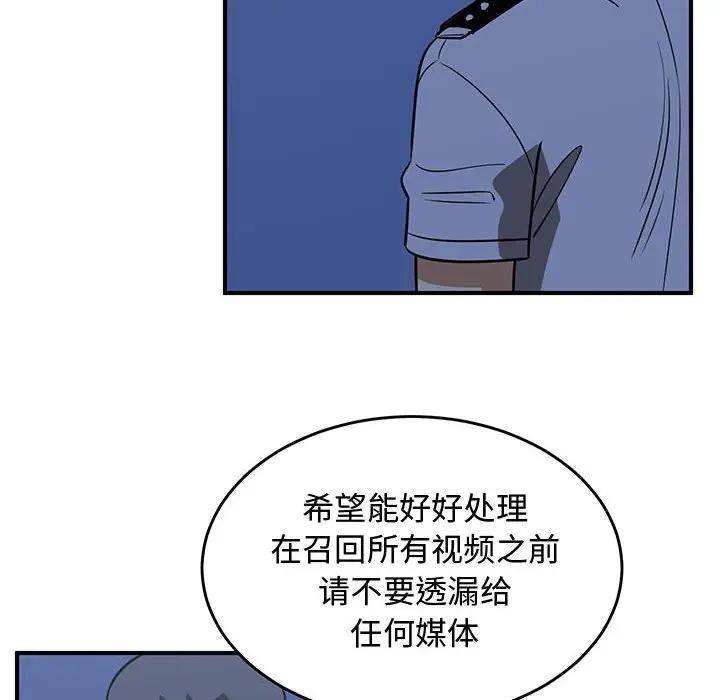 希望能好好处理
在召回所有视频之前
请不要透漏给
任何媒体